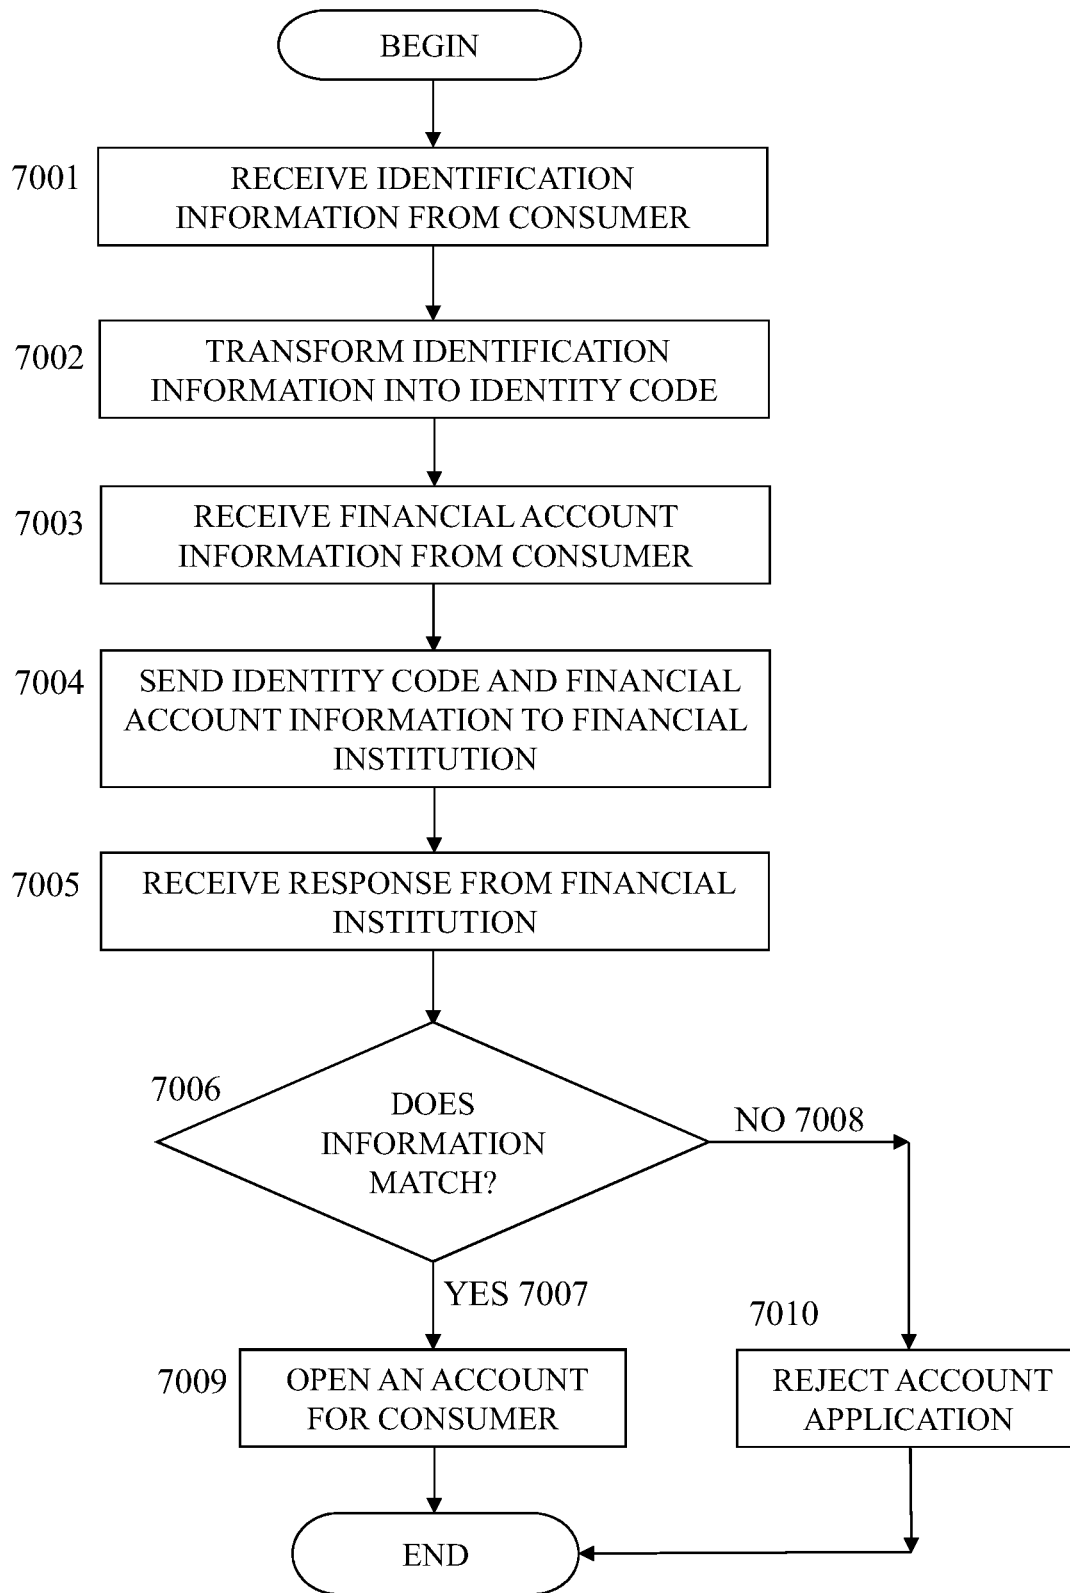 BEGIN
7001
RECEIVE IDENTIFICATION
INFORMATION FROM CONSUMER
7002
TRANSFORM IDENTIFICATION
INFORMATION INTO IDENTITY CODE
7003
RECEIVE FINANCIAL ACCOUNT
INFORMATION FROM CONSUMER
7004
SEND IDENTITY CODE AND FINANCIAL
ACCOUNT INFORMATION TO FINANCIAL
INSTITUTION
7005
RECEIVE RESPONSE FROM FINANCIAL
INSTITUTION
7006
DOES
INFORMATION
MATCH?
NO 7008
YES 7007
7010
7009
OPEN AN ACCOUNT
FOR CONSUMER
REJECT ACCOUNT
APPLICATION
END